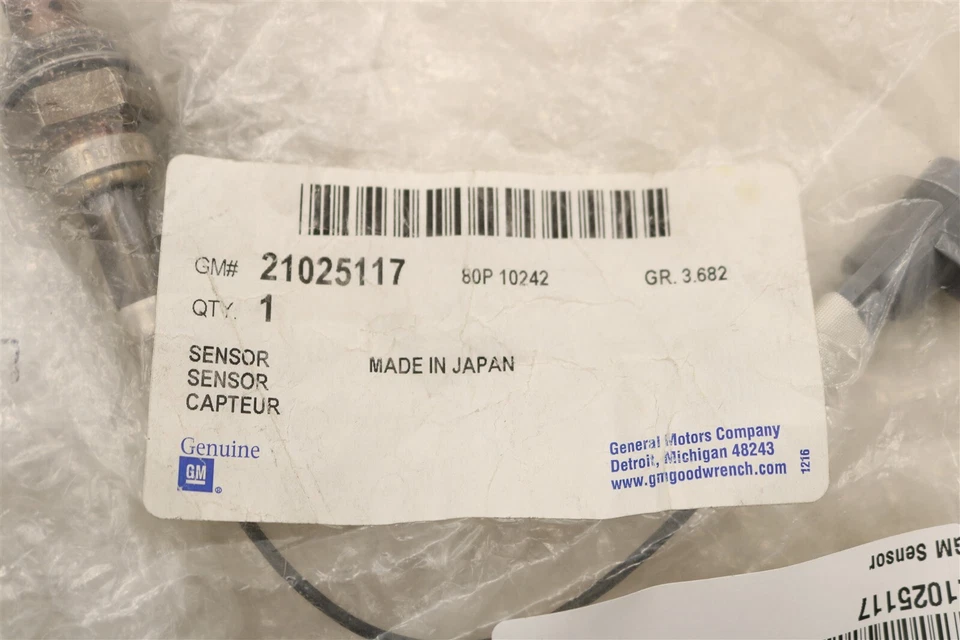 GM# 21025117 80P 10242 GR. 3.682
QTY. 1
SENSOR MADE IN JAPAN
SENSOR
CAPTEUR
Genuine
GM®
General Motors Company
Detroit, Michigan 48243
www.gmgoodwrench.com
1216
GM Sensor
21025117